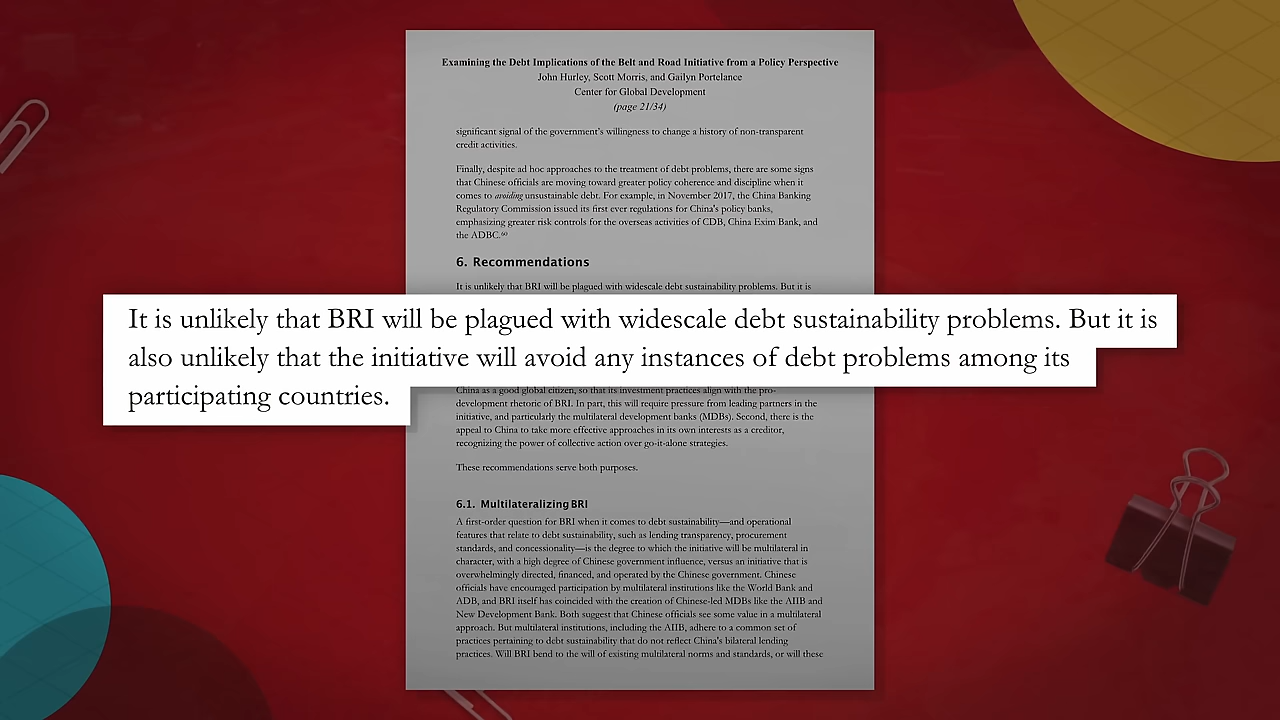 Examining the Debt Implications of the Belt and Road Initiative from a Policy Perspective
John Hurley, Scott Morris, and Gailyn Portelance
Center for Global Development
(page 21/34)
significant signal of the government's willingness to change a history of non-transparent
credit activities.
Finally, despite ad hoc approaches to the treatment of debt problems, there are some signs
that Chinese officials are moving toward greater policy coherence and discipline when it
comes to avoiding unsustainable debt. For example, in November 2017, the China Banking
Regulatory Commission issued its first ever regulations for China's policy banks,
emphasizing greater risk controls for the overseas activities of CDB, China Exim Bank, and
the ADBC.⁶⁰
6. Recommendations
It is unlikely that BRI will be plagued with widescale debt sustainability problems. But it is
It is unlikely that BRI will be plagued with widescale debt sustainability problems. But it is
also unlikely that the initiative will avoid any instances of debt problems among its
participating countries.
China as a good global citizen, so that its investment practices align with the pro-
development rhetoric of BRI. In part, this will require pressure from leading partners in the
initiative, and particularly the multilateral development banks (MDBs). Second, there is the
appeal to China to take more effective approaches in its own interests as a creditor,
recognizing the power of collective action over go-it-alone strategies.
These recommendations serve both purposes.
6.1. Multilateralizing BRI
A first-order question for BRI when it comes to debt sustainability—and operational
features that relate to debt sustainability, such as lending transparency, procurement
standards, and concessionality—is the degree to which the initiative will be multilateral in
character, with a high degree of Chinese government influence, versus an initiative that is
overwhelmingly directed, financed, and operated by the Chinese government. Chinese
officials have encouraged participation by multilateral institutions like the World Bank and
ADB, and BRI itself has coincided with the creation of Chinese-led MDBs like the AIIB and
New Development Bank. Both suggest that Chinese officials see some value in a multilateral
approach. But multilateral institutions, including the AIIB, adhere to a common set of
practices pertaining to debt sustainability that do not reflect China's bilateral lending
practices. Will BRI bend to the will of existing multilateral norms and standards, or will these